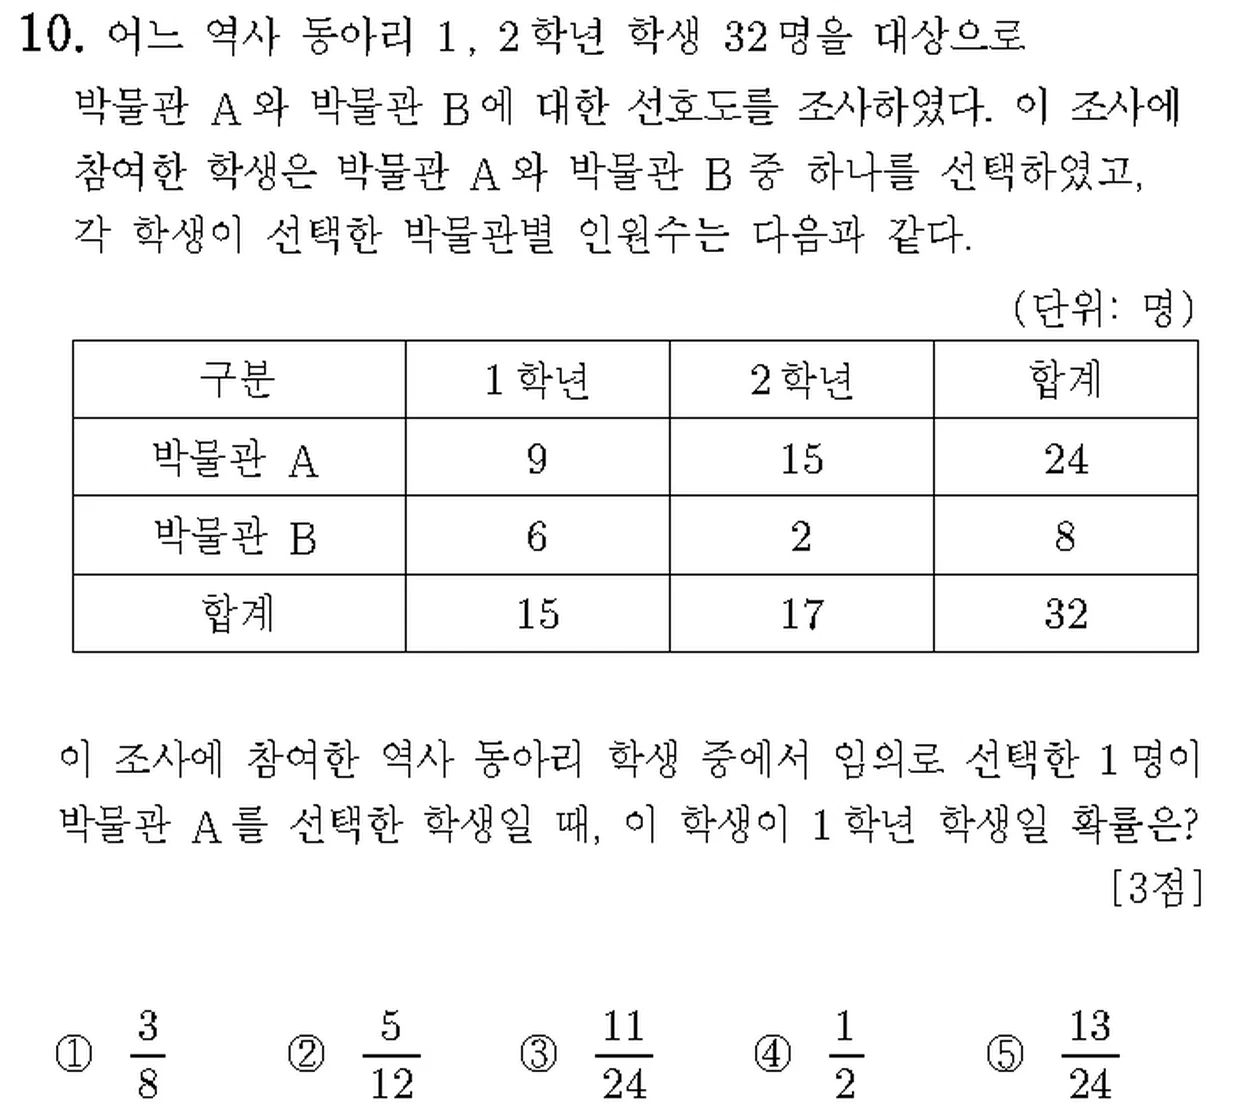 10. 어느 역사 동아리 1, 2학년 학생 32명을 대상으로
박물관 A와 박물관 B에 대한 선호도를 조사하였다. 이 조사에
참여한 학생은 박물관 A와 박물관 B 중 하나를 선택하였고,
각 학생이 선택한 박물관별 인원수는 다음과 같다.
(단위: 명)
구분 1학년 2학년 합계
박물관 A 9 15 24
박물관 B 6 2 8
합계 15 17 32
이 조사에 참여한 역사 동아리 학생 중에서 임의로 선택한 1명이
박물관 A를 선택한 학생일 때, 이 학생이 1학년 학생일 확률은?
[3점]
① 3/8 ② 5/12 ③ 11/24 ④ 1/2 ⑤ 13/24